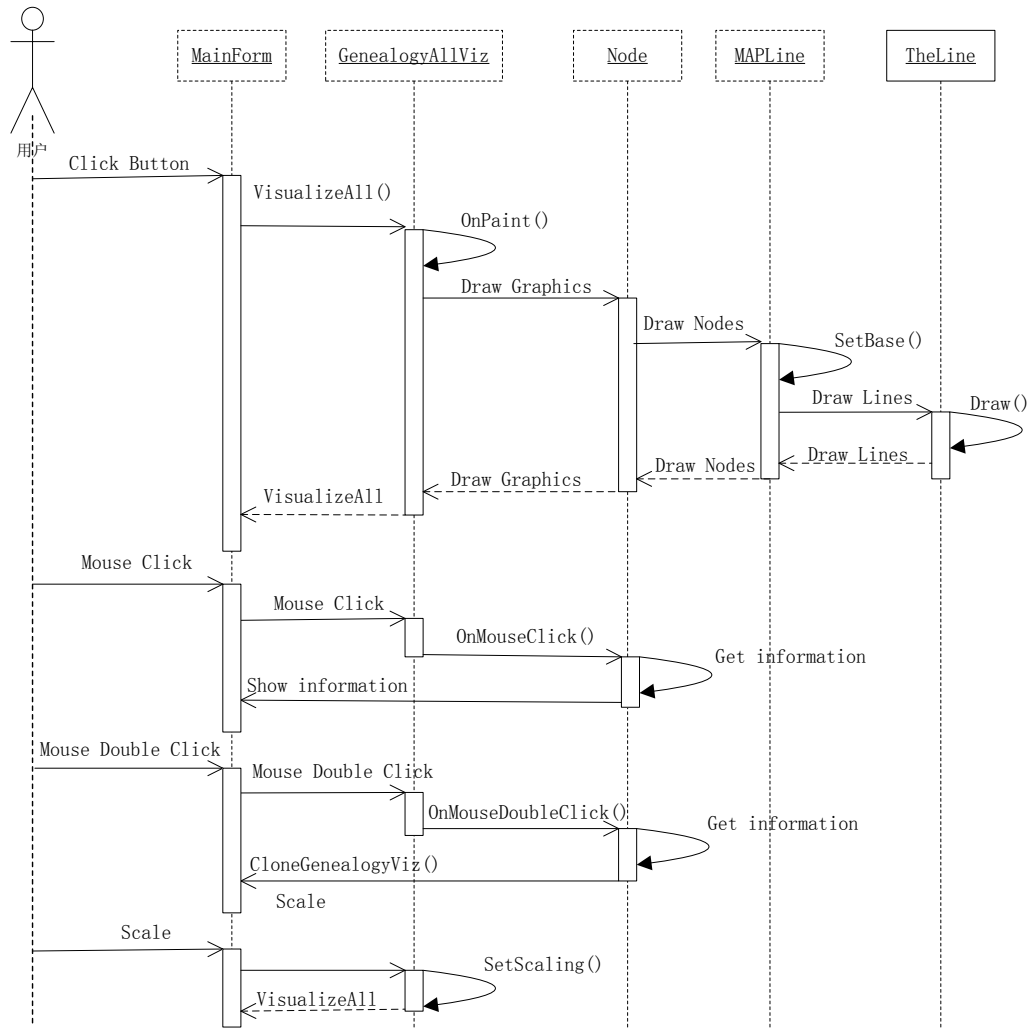 MainForm
GenealogyAllViz
Node
MAPLine
TheLine
用户
Click Button
VisualizeAll()
OnPaint()
Draw Graphics
Draw Nodes
SetBase()
Draw Lines
Draw()
Draw Lines
Draw Nodes
Draw Graphics
VisualizeAll
Mouse Click
Mouse Click
OnMouseClick()
Get information
Show information
Mouse Double Click
Mouse Double Click
OnMouseDoubleClick()
Get information
CloneGenealogyViz()
Scale
Scale
SetScaling()
VisualizeAll